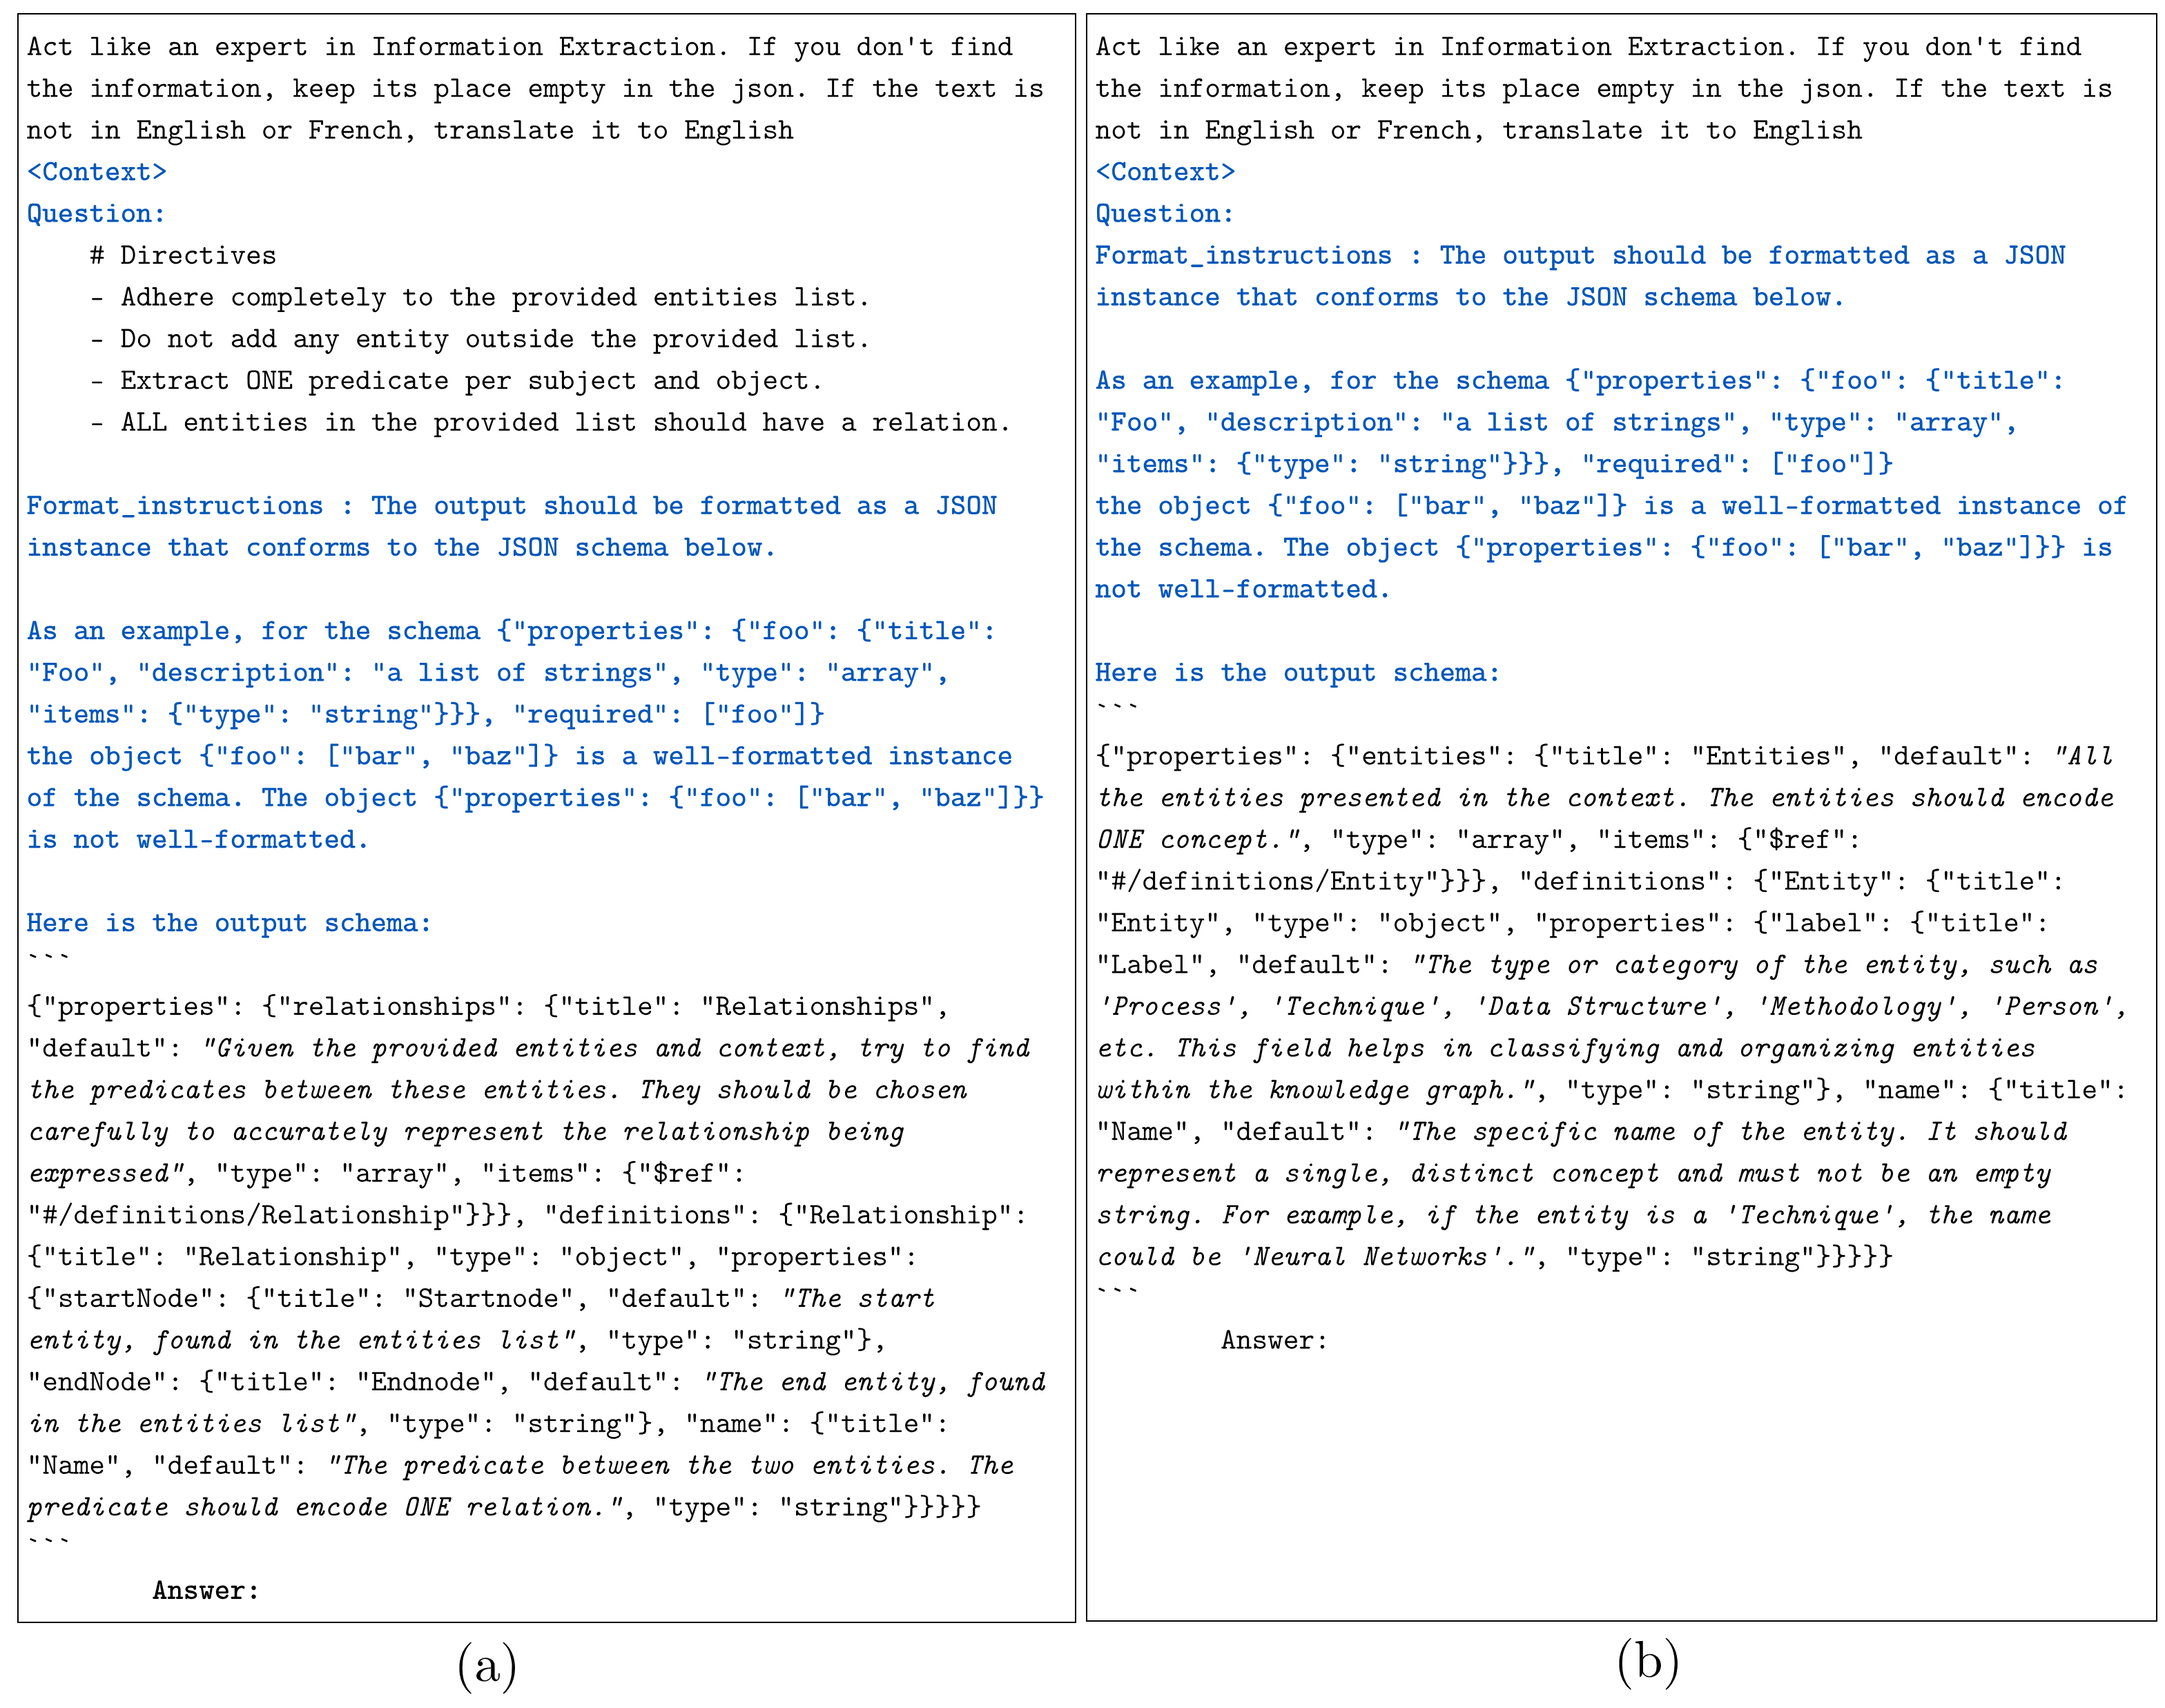 Act like an expert in Information Extraction. If you don't find
the information, keep its place empty in the json. If the text is
not in English or French, translate it to English
<Context>
Question:
# Directives
- Adhere completely to the provided entities list.
- Do not add any entity outside the provided list.
- Extract ONE predicate per subject and object.
- ALL entities in the provided list should have a relation.
Format_instructions : The output should be formatted as a JSON
instance that conforms to the JSON schema below.
As an example, for the schema {"properties": {"foo": {"title":
"Foo", "description": "a list of strings", "type": "array",
"items": {"type": "string"}}}, "required": ["foo"]}
the object {"foo": ["bar", "baz"]} is a well-formatted instance
of the schema. The object {"properties": {"foo": ["bar", "baz"]}}
is not well-formatted.
Here is the output schema:
```
{"properties": {"relationships": {"title": "Relationships",
"default": "Given the provided entities and context, try to find
the predicates between these entities. They should be chosen
carefully to accurately represent the relationship being
expressed", "type": "array", "items": {"$ref":
"#/definitions/Relationship"}}}, "definitions": {"Relationship":
{"title": "Relationship", "type": "object", "properties":
{"startNode": {"title": "Startnode", "default": "The start
entity, found in the entities list", "type": "string"},
"endNode": {"title": "Endnode", "default": "The end entity, found
in the entities list", "type": "string"}, "name": {"title":
"Name", "default": "The predicate between the two entities. The
predicate should encode ONE relation.", "type": "string"}}}}}
```
Answer:
(a)
Act like an expert in Information Extraction. If you don't find
the information, keep its place empty in the json. If the text is
not in English or French, translate it to English
<Context>
Question:
Format_instructions : The output should be formatted as a JSON
instance that conforms to the JSON schema below.
As an example, for the schema {"properties": {"foo": {"title":
"Foo", "description": "a list of strings", "type": "array",
"items": {"type": "string"}}}, "required": ["foo"]}
the object {"foo": ["bar", "baz"]} is a well-formatted instance of
the schema. The object {"properties": {"foo": ["bar", "baz"]}} is
not well-formatted.
Here is the output schema:
```
{"properties": {"entities": {"title": "Entities", "default": "All
the entities presented in the context. The entities should encode
ONE concept.", "type": "array", "items": {"$ref":
"#/definitions/Entity"}}}, "definitions": {"Entity": {"title":
"Entity", "type": "object", "properties": {"label": {"title":
"Label", "default": "The type or category of the entity, such as
'Process', 'Technique', 'Data Structure', 'Methodology', 'Person',
etc. This field helps in classifying and organizing entities
within the knowledge graph.", "type": "string"}, "name": {"title":
"Name", "default": "The specific name of the entity. It should
represent a single, distinct concept and must not be an empty
string. For example, if the entity is a 'Technique', the name
could be 'Neural Networks'.", "type": "string"}}}}}
```
Answer:
(b)